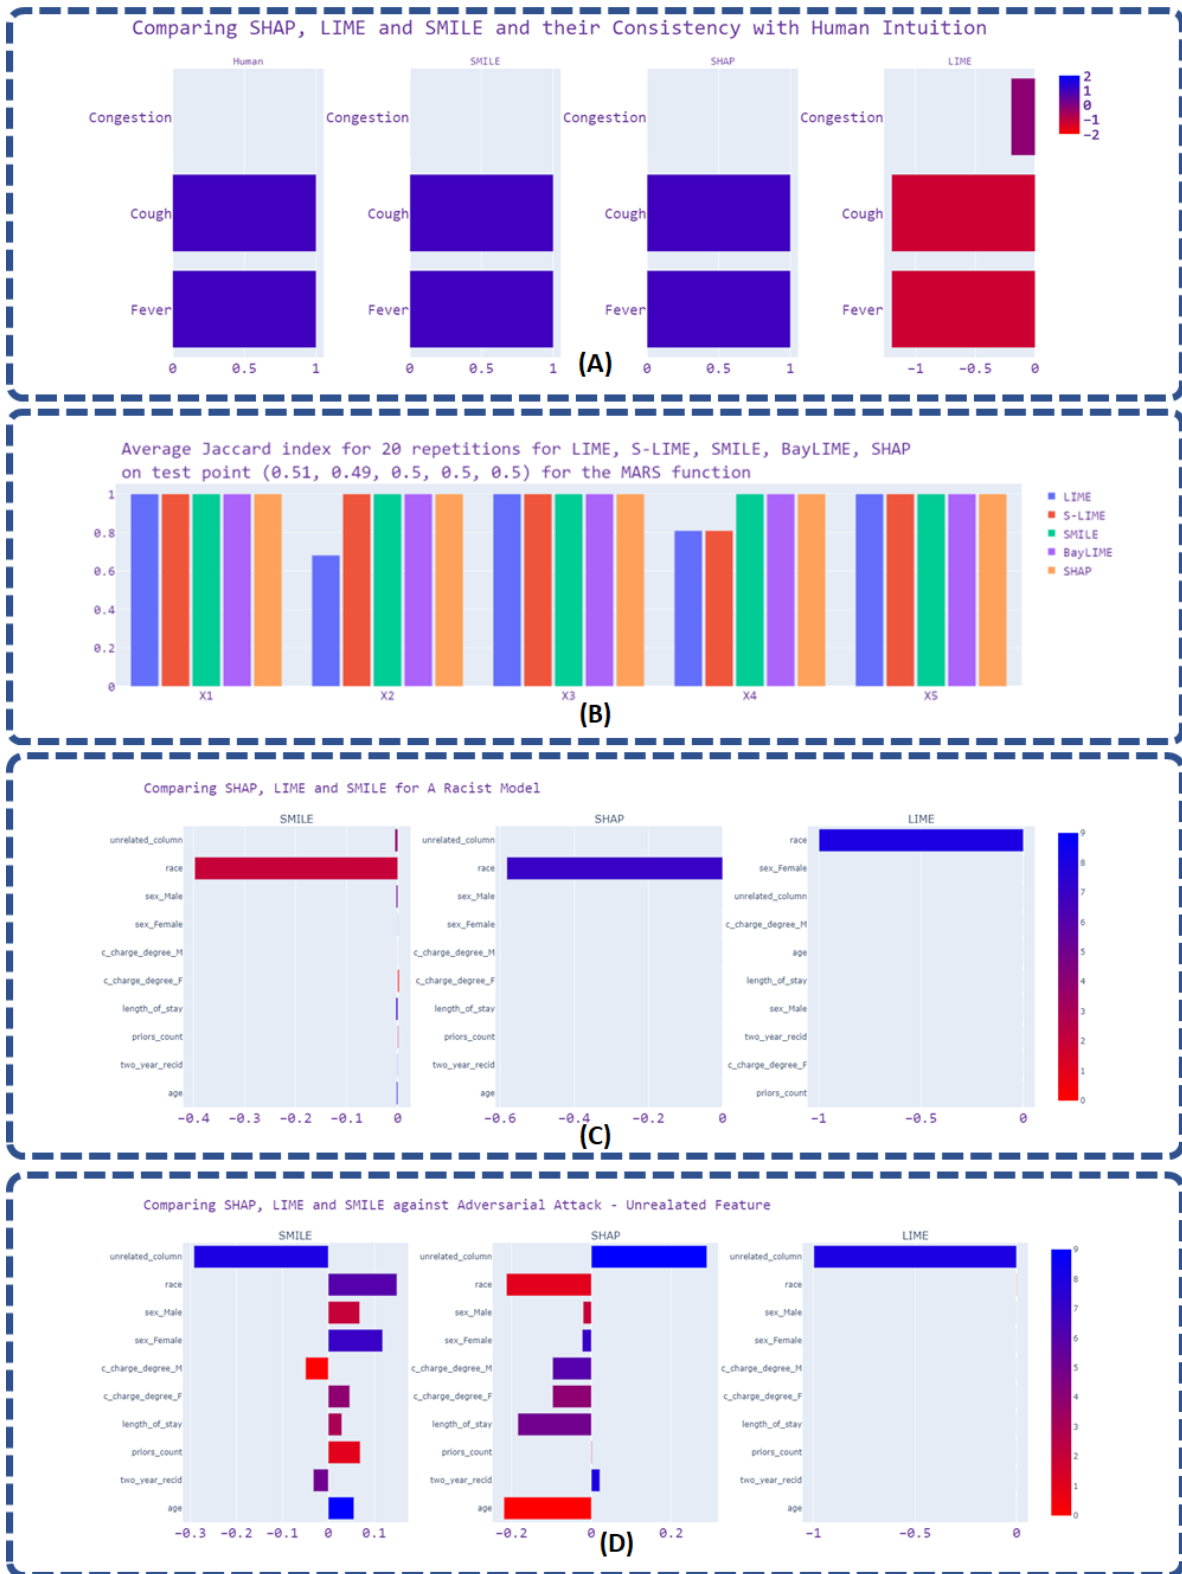 Comparing SHAP, LIME and SMILE and their Consistency with Human Intuition
Human
SMILE
SHAP
LIME
Congestion
Cough
Fever
0 0.5 1
Congestion
Cough
Fever
0 0.5 1
Congestion
Cough
Fever
0 0.5 1
Congestion
Cough
Fever
−1 −0.5 0
2
1
0
−1
−2
(A)
Average Jaccard index for 20 repetitions for LIME, S-LIME, SMILE, BayLIME, SHAP
on test point (0.51, 0.49, 0.5, 0.5, 0.5) for the MARS function
1
0.8
0.6
0.4
0.2
0
X1 X2 X3 X4 X5
LIME
S-LIME
SMILE
BayLIME
SHAP
(B)
Comparing SHAP, LIME and SMILE for A Racist Model
SMILE
unrelated_column
race
sex_Male
sex_Female
c_charge_degree_M
c_charge_degree_F
length_of_stay
priors_count
two_year_recid
age
−0.4 −0.3 −0.2 −0.1 0
SHAP
unrelated_column
race
sex_Male
sex_Female
c_charge_degree_M
c_charge_degree_F
length_of_stay
priors_count
two_year_recid
age
−0.6 −0.4 −0.2 0
LIME
race
sex_Female
unrelated_column
c_charge_degree_M
age
length_of_stay
sex_Male
two_year_recid
c_charge_degree_F
priors_count
−1 −0.5 0
9
8
7
6
5
4
3
2
1
0
(C)
Comparing SHAP, LIME and SMILE against Adversarial Attack - Unrealated Feature
SMILE
unrelated_column
race
sex_Male
sex_Female
c_charge_degree_M
c_charge_degree_F
length_of_stay
priors_count
two_year_recid
age
−0.3 −0.2 −0.1 0 0.1
SHAP
unrelated_column
race
sex_Male
sex_Female
c_charge_degree_M
c_charge_degree_F
length_of_stay
priors_count
two_year_recid
age
−0.2 0 0.2
LIME
unrelated_column
race
sex_Male
sex_Female
c_charge_degree_M
c_charge_degree_F
length_of_stay
priors_count
two_year_recid
age
−1 −0.5 0
9
8
7
6
5
4
3
2
1
0
(D)